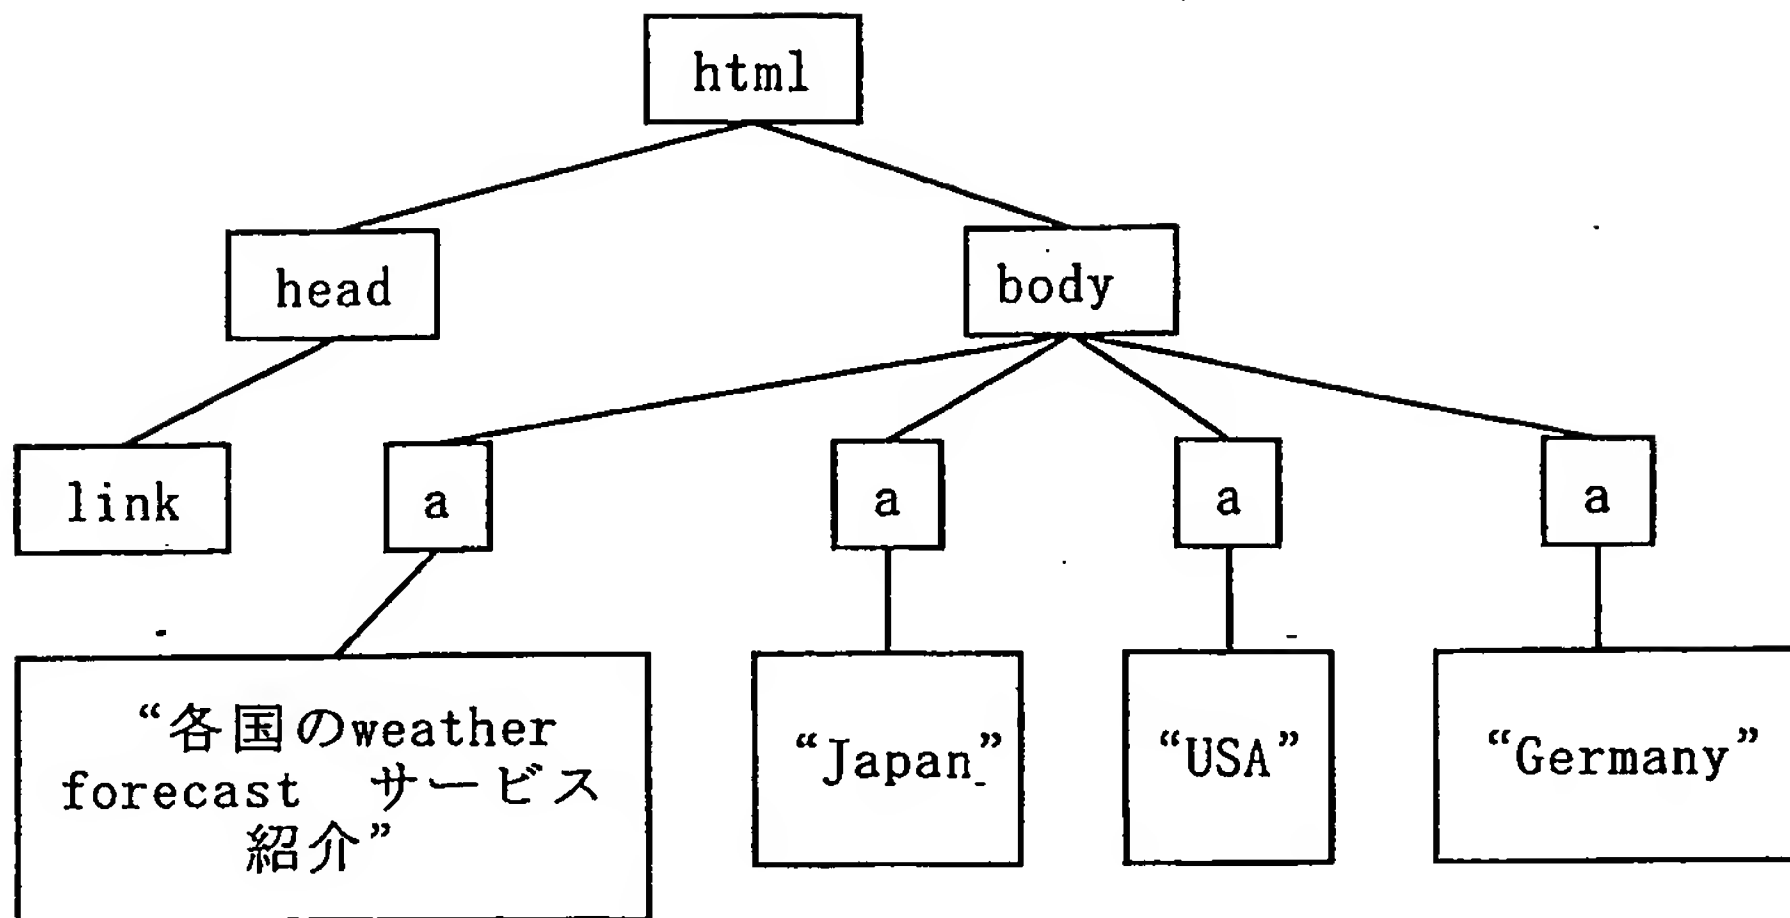 html
head
body
link
a
a
a
a
“各国のweather
forecast　サービス
紹介”
“Japan”
“USA”
“Germany”